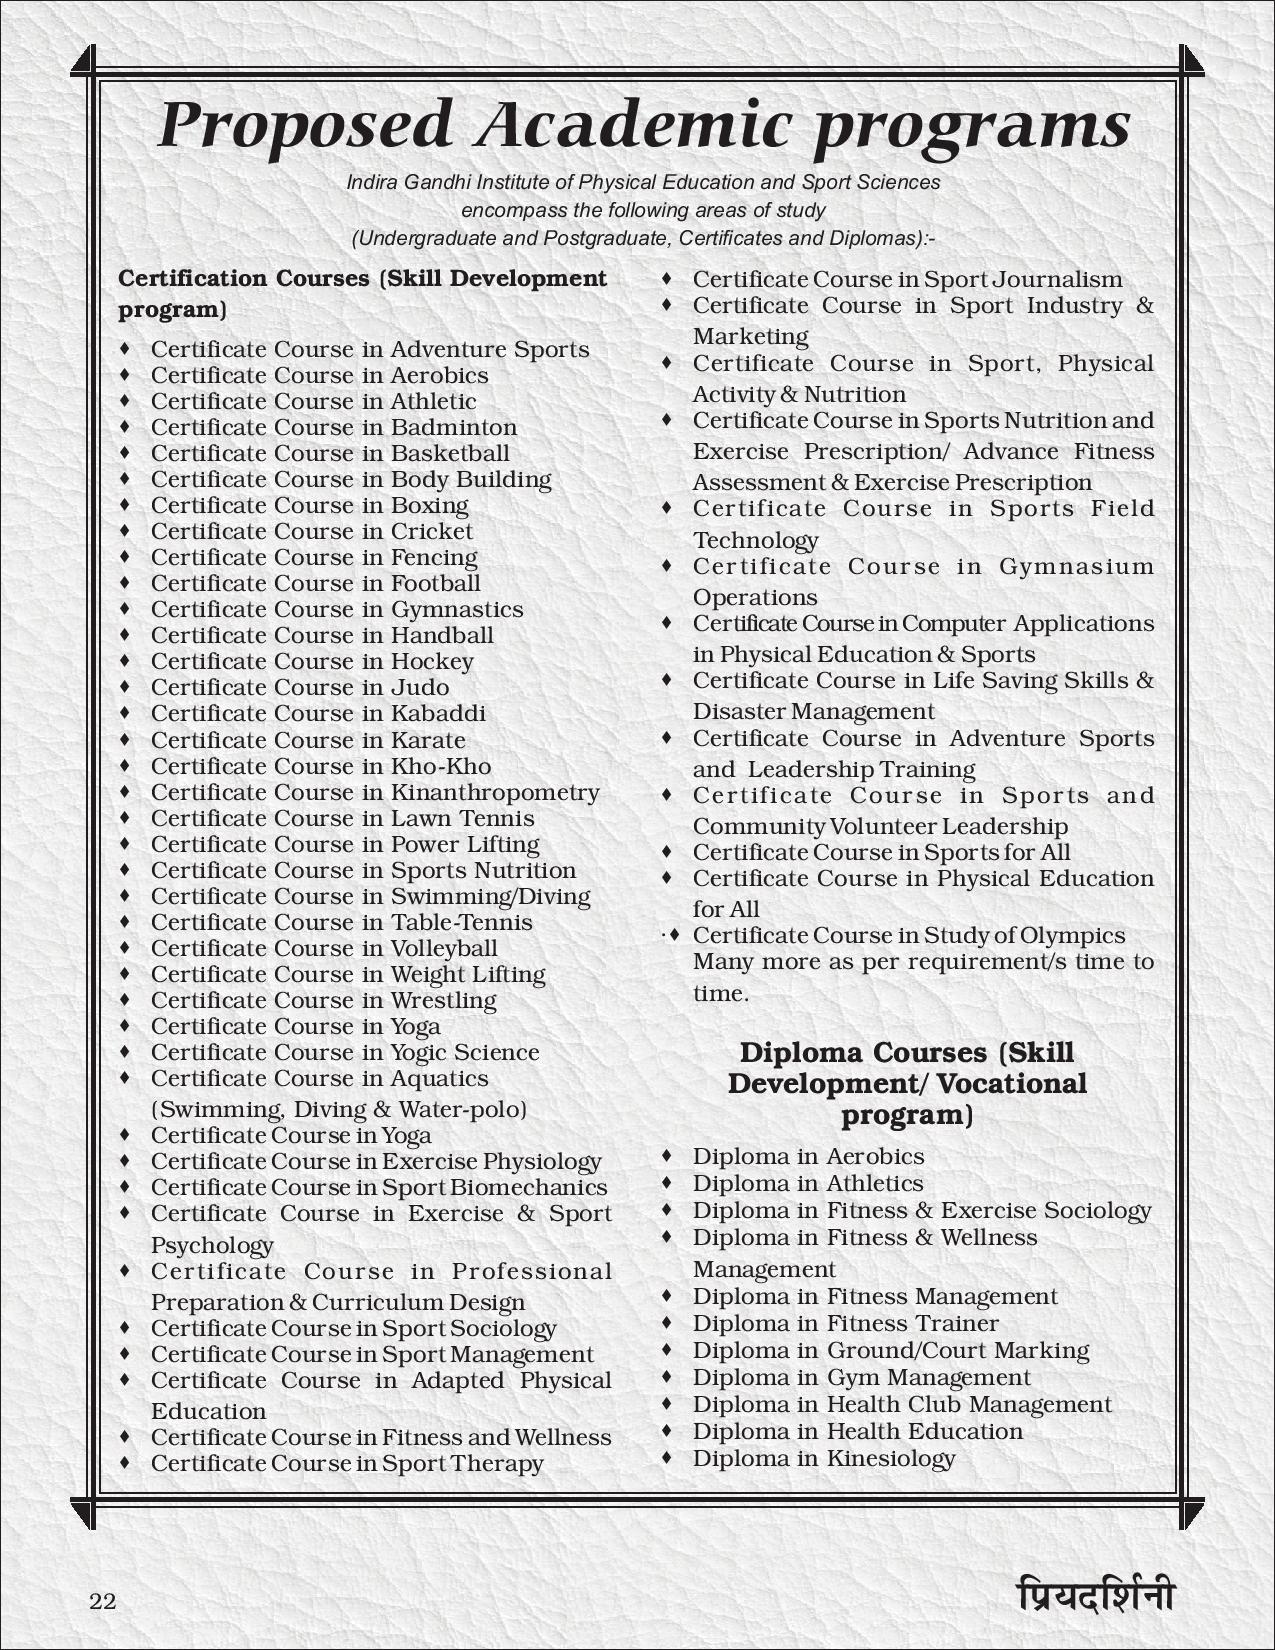 Proposed Academic programs
Indira Gandhi Institute of Physical Education and Sport Sciences
encompass the following areas of study
(Undergraduate and Postgraduate, Certificates and Diplomas):-
Certification Courses (Skill Development
program)
♦ Certificate Course in Adventure Sports
♦ Certificate Course in Aerobics
♦ Certificate Course in Athletic
♦ Certificate Course in Badminton
♦ Certificate Course in Basketball
♦ Certificate Course in Body Building
♦ Certificate Course in Boxing
♦ Certificate Course in Cricket
♦ Certificate Course in Fencing
♦ Certificate Course in Football
♦ Certificate Course in Gymnastics
♦ Certificate Course in Handball
♦ Certificate Course in Hockey
♦ Certificate Course in Judo
♦ Certificate Course in Kabaddi
♦ Certificate Course in Karate
♦ Certificate Course in Kho-Kho
♦ Certificate Course in Kinanthropometry
♦ Certificate Course in Lawn Tennis
♦ Certificate Course in Power Lifting
♦ Certificate Course in Sports Nutrition
♦ Certificate Course in Swimming/Diving
♦ Certificate Course in Table-Tennis
♦ Certificate Course in Volleyball
♦ Certificate Course in Weight Lifting
♦ Certificate Course in Wrestling
♦ Certificate Course in Yoga
♦ Certificate Course in Yogic Science
♦ Certificate Course in Aquatics
(Swimming, Diving & Water-polo)
♦ Certificate Course in Yoga
♦ Certificate Course in Exercise Physiology
♦ Certificate Course in Sport Biomechanics
♦ Certificate Course in Exercise & Sport
Psychology
♦ Certificate Course in Professional
Preparation & Curriculum Design
♦ Certificate Course in Sport Sociology
♦ Certificate Course in Sport Management
♦ Certificate Course in Adapted Physical
Education
♦ Certificate Course in Fitness and Wellness
♦ Certificate Course in Sport Therapy
♦ Certificate Course in Sport Journalism
♦ Certificate Course in Sport Industry &
Marketing
♦ Certificate Course in Sport, Physical
Activity & Nutrition
♦ Certificate Course in Sports Nutrition and
Exercise Prescription/ Advance Fitness
Assessment & Exercise Prescription
♦ Certificate Course in Sports Field
Technology
♦ Certificate Course in Gymnasium
Operations
♦ Certificate Course in Computer Applications
in Physical Education & Sports
♦ Certificate Course in Life Saving Skills &
Disaster Management
♦ Certificate Course in Adventure Sports
and Leadership Training
♦ Certificate Course in Sports and
Community Volunteer Leadership
♦ Certificate Course in Sports for All
♦ Certificate Course in Physical Education
for All
·♦ Certificate Course in Study of Olympics
Many more as per requirement/s time to
time.
Diploma Courses (Skill
Development/ Vocational
program)
♦ Diploma in Aerobics
♦ Diploma in Athletics
♦ Diploma in Fitness & Exercise Sociology
♦ Diploma in Fitness & Wellness
Management
♦ Diploma in Fitness Management
♦ Diploma in Fitness Trainer
♦ Diploma in Ground/Court Marking
♦ Diploma in Gym Management
♦ Diploma in Health Club Management
♦ Diploma in Health Education
♦ Diploma in Kinesiology
22
प्रियदर्शिनी